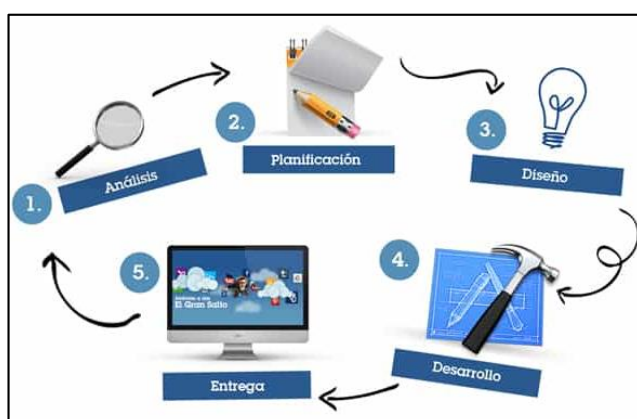 1.
Análisis
2.
Planificación
3.
Diseño
4.
Desarrollo
5.
El Gran Salto
Entrega